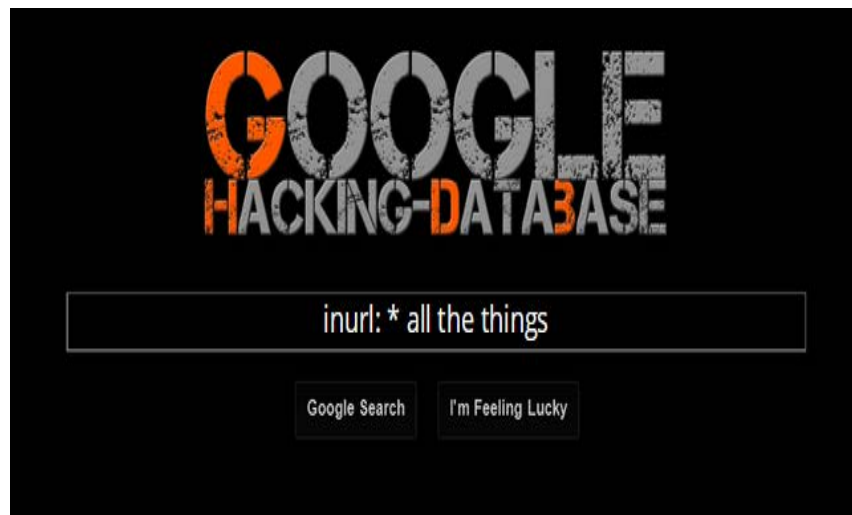 GOOGLE
HACKING-DATABASE
inurl: * all the things
Google Search
I'm Feeling Lucky